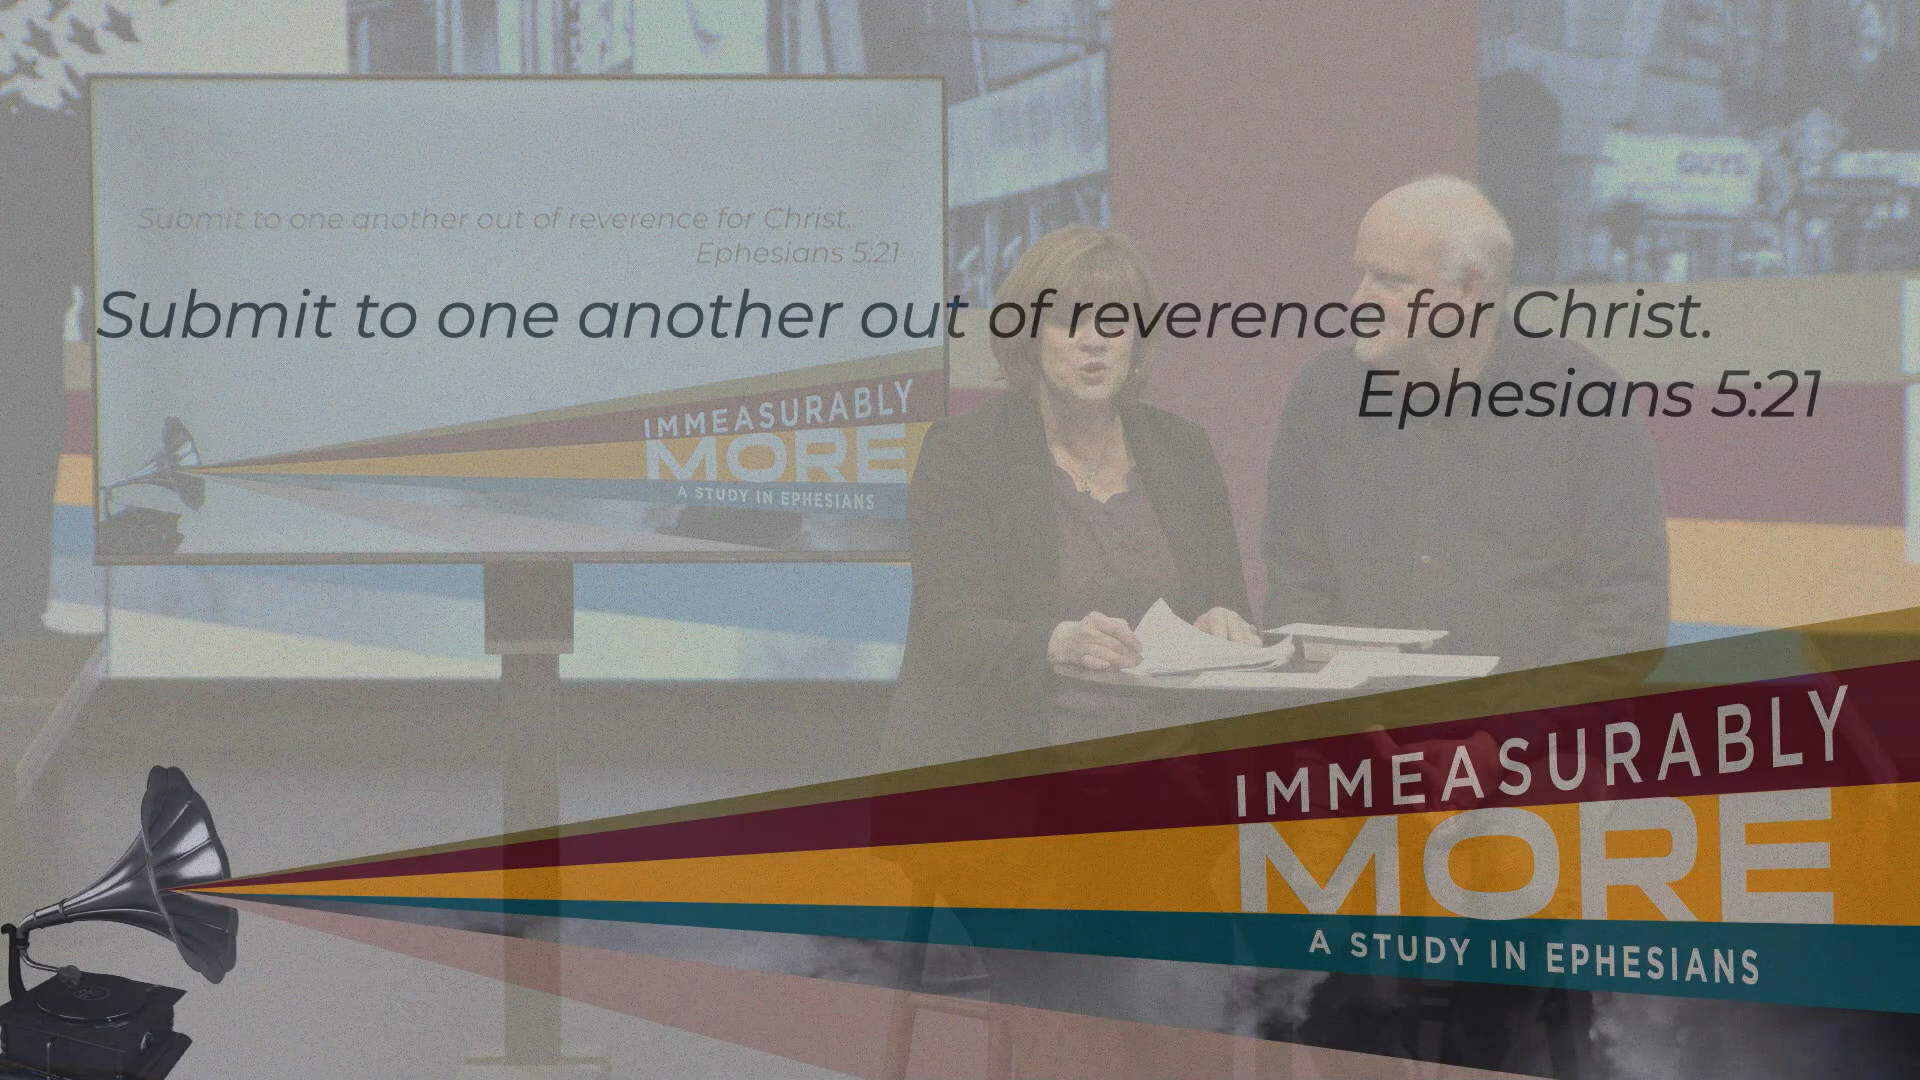 GUYS
Submit to one another out of reverence for Christ.
Ephesians 5:21
Submit to one another out of reverence for Christ.
Ephesians 5:21
IMMEASURABLY
MORE
A STUDY IN EPHESIANS
IMMEASURABLY
MORE
A STUDY IN EPHESIANS